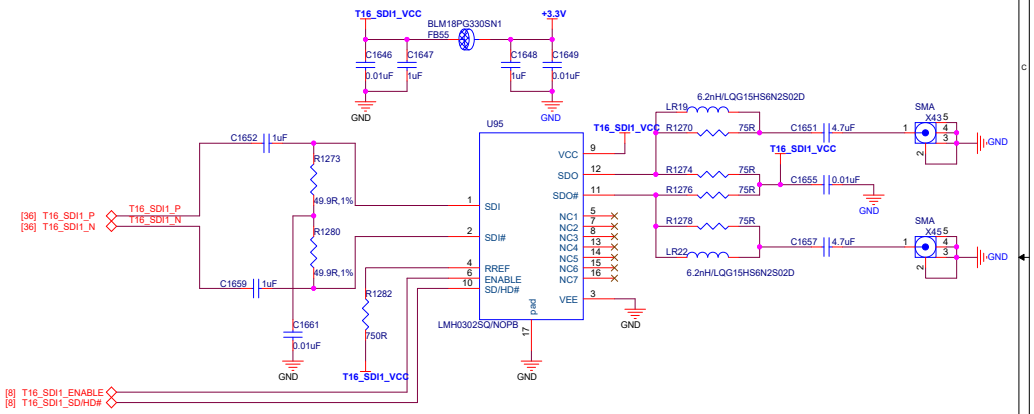 T16_SDI1_VCC
BLM18PG330SN1
FB55
+3.3V
C1646
0.01uF
C1647
1uF
C1648
1uF
C1649
0.01uF
GND
GND
C
U95
6.2nH/LQG15HS6N2S02D
LR19
R1270
75R
C1651
4.7uF
SMA
X43
1
2
5
4
3
GND
T16_SDI1_VCC
C1652
1uF
R1273
49.9R,1%
[36] T16_SDI1_P
T16_SDI1_P
[36] T16_SDI1_N
T16_SDI1_N
R1280
49.9R,1%
C1659
1uF
C1661
0.01uF
GND
R1282
750R
T16_SDI1_VCC
1 SDI
2 SDI#
4 RREF
6 ENABLE
10 SD/HD#
VCC 9
SDO 12
SDO# 11
NC1 5
NC2 7
NC3 8
NC4 13
NC5 14
NC6 15
NC7 16
VEE 3
pad
17
LMH0302SQ/NOPB
GND
GND
R1274
75R
T16_SDI1_VCC
C1655
0.01uF
GND
R1276
75R
R1278
75R
LR22
6.2nH/LQG15HS6N2S02D
C1657
4.7uF
SMA
X45
1
2
5
4
3
GND
[8] T16_SDI1_ENABLE
[8] T16_SDI1_SD/HD#